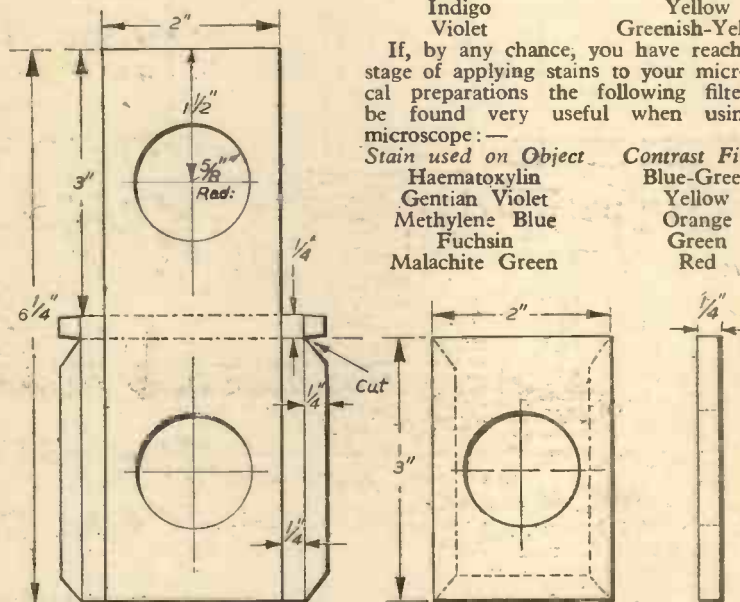 Indigo Yellow
Violet Greenish-Yel
If, by any chance, you have reach
stage of applying stains to your micr
cal preparations the following filte
be found very useful when usin
microscope:—
Stain used on Object Contrast Fi
Haematoxylin Blue-Gree
Gentian Violet Yellow
Methylene Blue Orange
Fuchsin Green
Malachite Green Red
2"
1½"
5/8"
Rad:
3"
¼"
6¼"
Cut
¼"
¼"
2"
¼"
3"